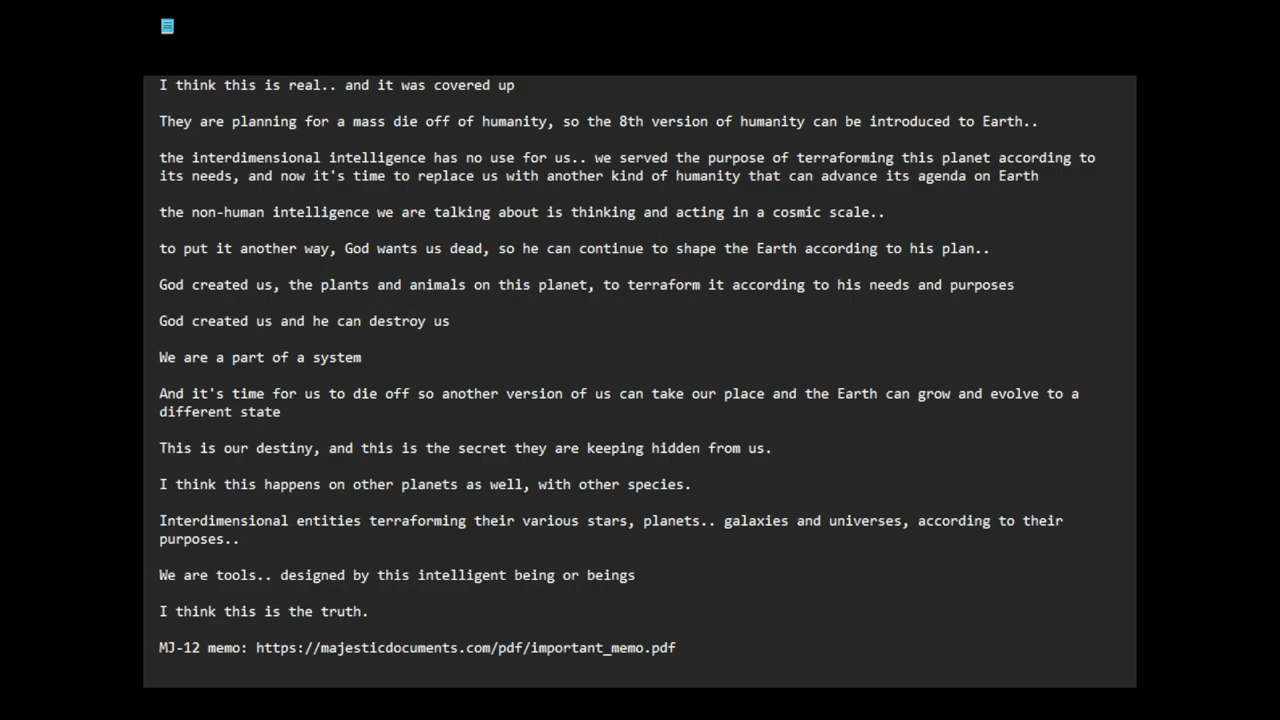 I think this is real.. and it was covered up
They are planning for a mass die off of humanity, so the 8th version of humanity can be introduced to Earth..
the interdimensional intelligence has no use for us.. we served the purpose of terraforming this planet according to
its needs, and now it's time to replace us with another kind of humanity that can advance its agenda on Earth
the non-human intelligence we are talking about is thinking and acting in a cosmic scale..
to put it another way, God wants us dead, so he can continue to shape the Earth according to his plan..
God created us, the plants and animals on this planet, to terraform it according to his needs and purposes
God created us and he can destroy us
We are a part of a system
And it's time for us to die off so another version of us can take our place and the Earth can grow and evolve to a
different state
This is our destiny, and this is the secret they are keeping hidden from us.
I think this happens on other planets as well, with other species.
Interdimensional entities terraforming their various stars, planets.. galaxies and universes, according to their
purposes..
We are tools.. designed by this intelligent being or beings
I think this is the truth.
MJ-12 memo: https://majesticdocuments.com/pdf/important_memo.pdf